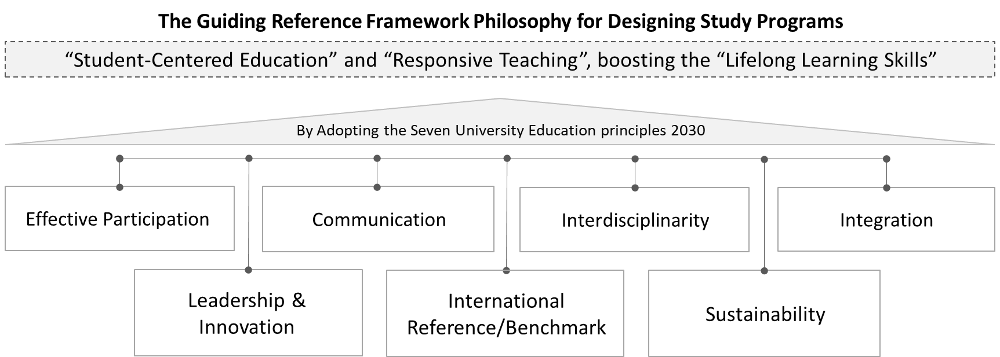 The Guiding Reference Framework Philosophy for Designing Study Programs
“Student-Centered Education” and “Responsive Teaching”, boosting the “Lifelong Learning Skills”
By Adopting the Seven University Education principles 2030
Effective Participation
Communication
Interdisciplinarity
Integration
Leadership &
Innovation
International
Reference/Benchmark
Sustainability